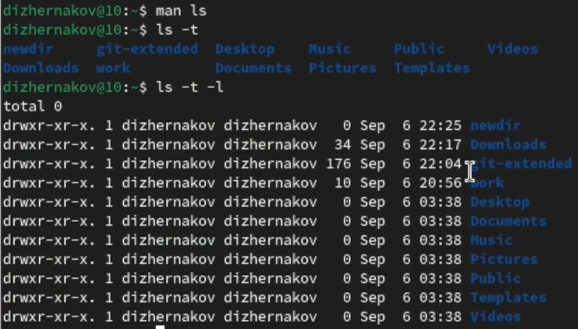 dizhernakov@10:~$ man ls
dizhernakov@10:~$ ls -t
newdir git-extended Desktop Music Public Videos
Downloads work Documents Pictures Templates
dizhernakov@10:~$ ls -t -l
total 0
drwxr-xr-x. 1 dizhernakov dizhernakov 0 Sep 6 22:25 newdir
drwxr-xr-x. 1 dizhernakov dizhernakov 34 Sep 6 22:17 Downloads
drwxr-xr-x. 1 dizhernakov dizhernakov 176 Sep 6 22:04 git-extended
drwxr-xr-x. 1 dizhernakov dizhernakov 10 Sep 6 20:56 work
drwxr-xr-x. 1 dizhernakov dizhernakov 0 Sep 6 03:38 Desktop
drwxr-xr-x. 1 dizhernakov dizhernakov 0 Sep 6 03:38 Documents
drwxr-xr-x. 1 dizhernakov dizhernakov 0 Sep 6 03:38 Music
drwxr-xr-x. 1 dizhernakov dizhernakov 0 Sep 6 03:38 Pictures
drwxr-xr-x. 1 dizhernakov dizhernakov 0 Sep 6 03:38 Public
drwxr-xr-x. 1 dizhernakov dizhernakov 0 Sep 6 03:38 Templates
drwxr-xr-x. 1 dizhernakov dizhernakov 0 Sep 6 03:38 Videos